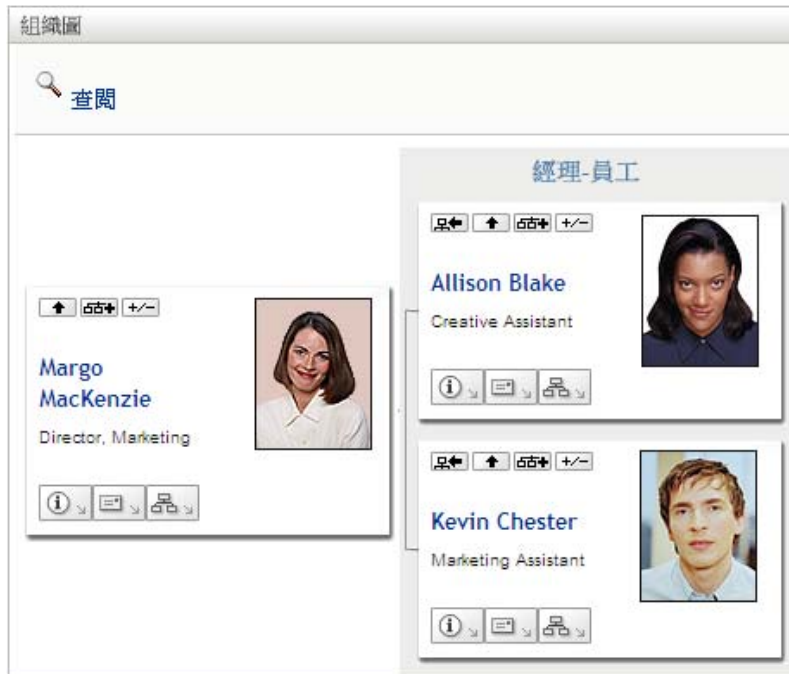 組織圖
查閱
經理-員工
+/-
Margo
MacKenzie
Director, Marketing
+/-
Allison Blake
Creative Assistant
+/-
Kevin Chester
Marketing Assistant